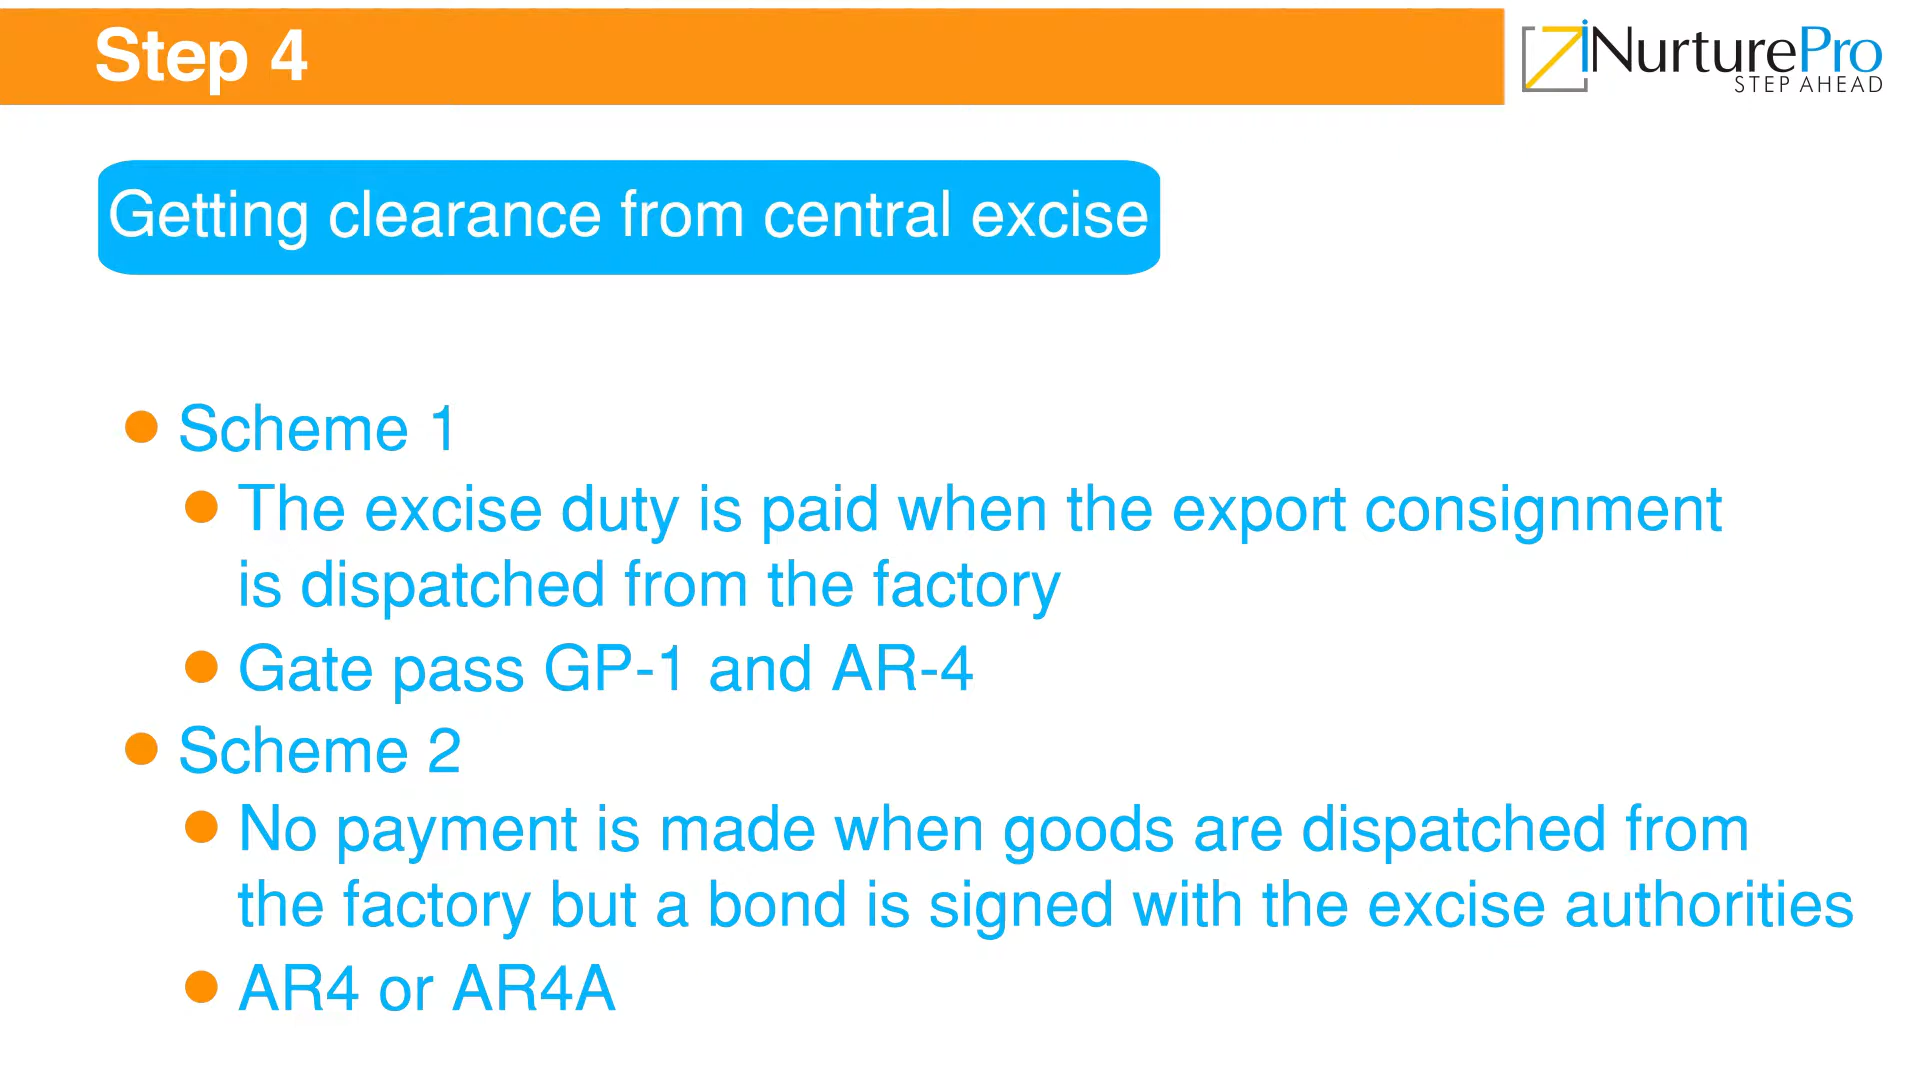 Step 4
iNurturePro
STEP AHEAD
Getting clearance from central excise
Scheme 1
The excise duty is paid when the export consignment
is dispatched from the factory
Gate pass GP-1 and AR-4
Scheme 2
No payment is made when goods are dispatched from
the factory but a bond is signed with the excise authorities
AR4 or AR4A